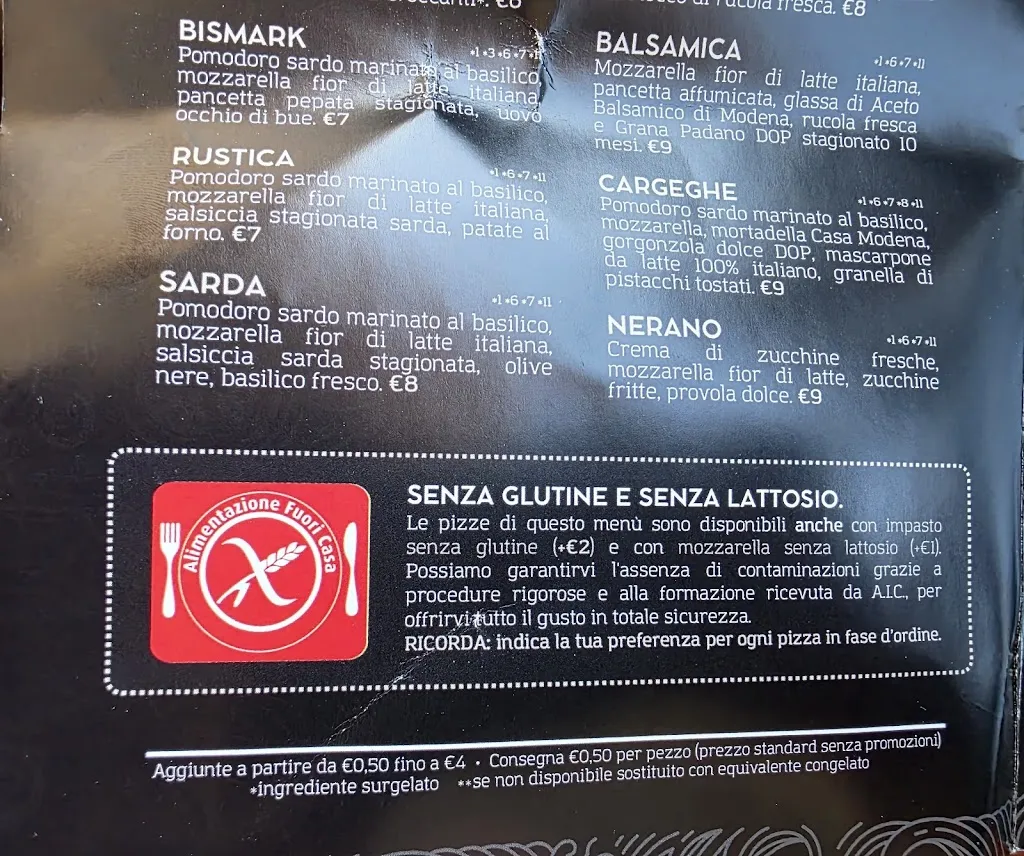 €6
BISMARK
•1•3•6•7•11
Pomodoro sardo marinato al basilico,
mozzarella fior di latte italiana,
pancetta pepata stagionata, uovo
occhio di bue. €7
RUSTICA
•1•6•7•11
Pomodoro sardo marinato al basilico,
mozzarella fior di latte italiana,
salsiccia stagionata sarda, patate al
forno. €7
SARDA
•1•6•7•11
Pomodoro sardo marinato al basilico,
mozzarella fior di latte italiana,
salsiccia sarda stagionata, olive
nere, basilico fresco. €8
di rucola fresca. €8
BALSAMICA
•1•6•7•11
Mozzarella fior di latte italiana,
pancetta affumicata, glassa di Aceto
Balsamico di Modena, rucola fresca
e Grana Padano DOP stagionato 10
mesi. €9
CARGEGHE
•1•6•7•8•11
Pomodoro sardo marinato al basilico,
mozzarella, mortadella Casa Modena,
gorgonzola dolce DOP, mascarpone
da latte 100% italiano, granella di
pistacchi tostati. €9
NERANO
•1•6•7•11
Crema di zucchine fresche,
mozzarella fior di latte, zucchine
fritte, provola dolce. €9
Alimentazione Fuori Casa
SENZA GLUTINE E SENZA LATTOSIO.
Le pizze di questo menù sono disponibili anche con impasto
senza glutine (+€2) e con mozzarella senza lattosio (+€1).
Possiamo garantirvi l'assenza di contaminazioni grazie a
procedure rigorose e alla formazione ricevuta da A.I.C., per
offrirvi tutto il gusto in totale sicurezza.
RICORDA: indica la tua preferenza per ogni pizza in fase d'ordine.
Aggiunte a partire da €0,50 fino a €4 • Consegna €0,50 per pezzo (prezzo standard senza promozioni)
*ingrediente surgelato **se non disponibile sostituito con equivalente congelato